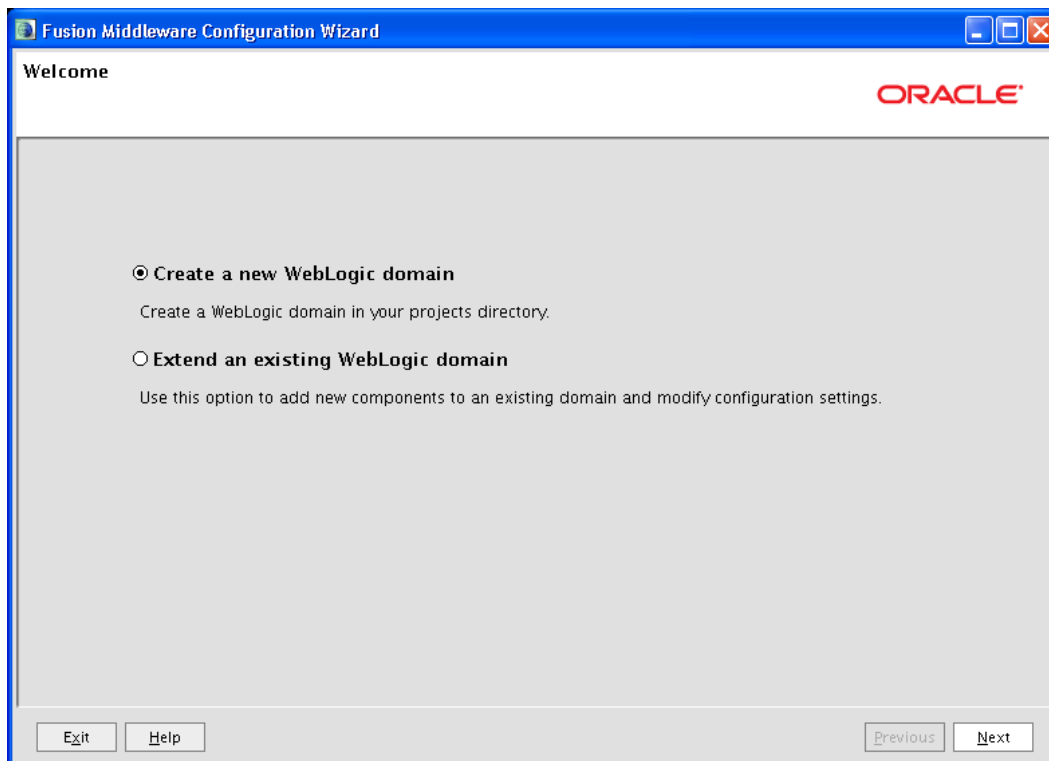 Fusion Middleware Configuration Wizard
Welcome
ORACLE
Create a new WebLogic domain
Create a WebLogic domain in your projects directory.
Extend an existing WebLogic domain
Use this option to add new components to an existing domain and modify configuration settings.
Exit Help Previous Next